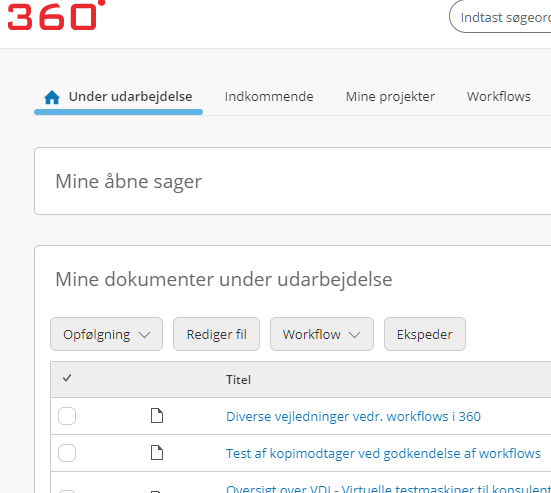 360°
Indtast søgeord
Under udarbejdelse Indkommende Mine projekter Workflows
Mine åbne sager
Mine dokumenter under udarbejdelse
Opfølgning Rediger fil Workflow Ekspeder
Titel
Diverse vejledninger vedr. workflows i 360
Test af kopimodtager ved godkendelse af workflows
Oversigt over VDI - Virtuelle testmaskiner til konsulent